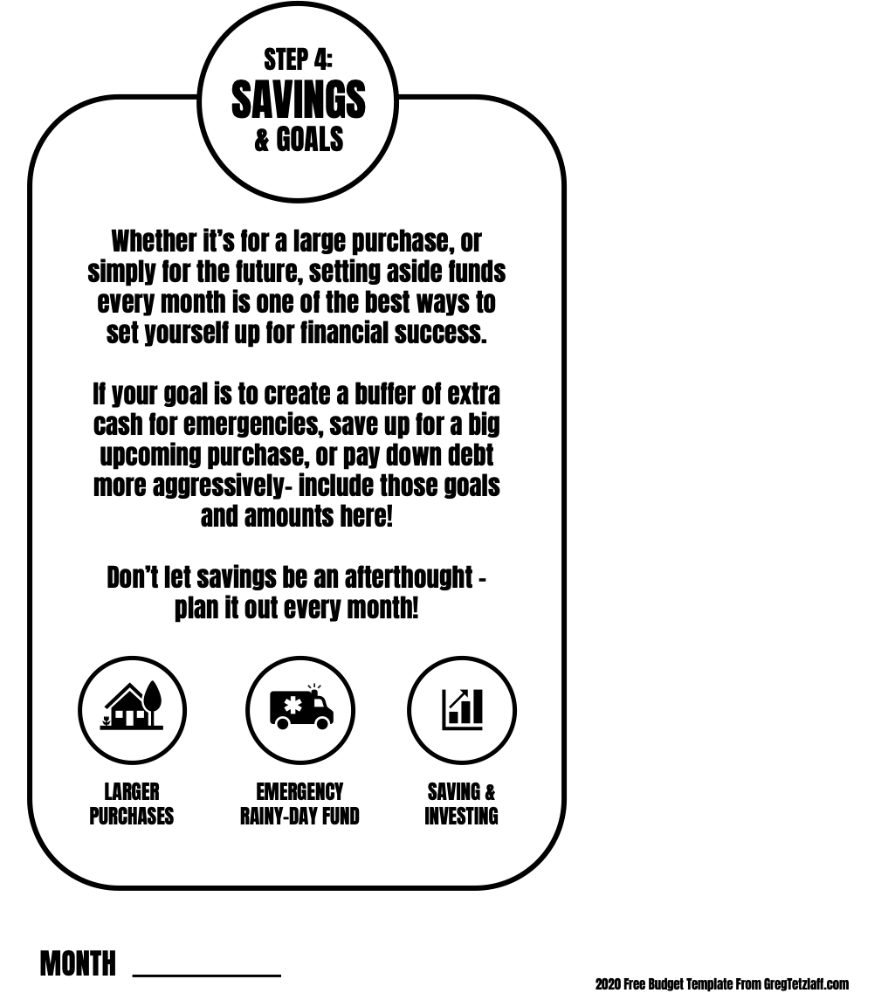 STEP 4:
SAVINGS
& GOALS
Whether it’s for a large purchase, or
simply for the future, setting aside funds
every month is one of the best ways to
set yourself up for financial success.
If your goal is to create a buffer of extra
cash for emergencies, save up for a big
upcoming purchase, or pay down debt
more aggressively- include those goals
and amounts here!
Don’t let savings be an afterthought -
plan it out every month!
LARGER
PURCHASES
EMERGENCY
RAINY-DAY FUND
SAVING &
INVESTING
MONTH
2020 Free Budget Template From GregTetzlaff.com